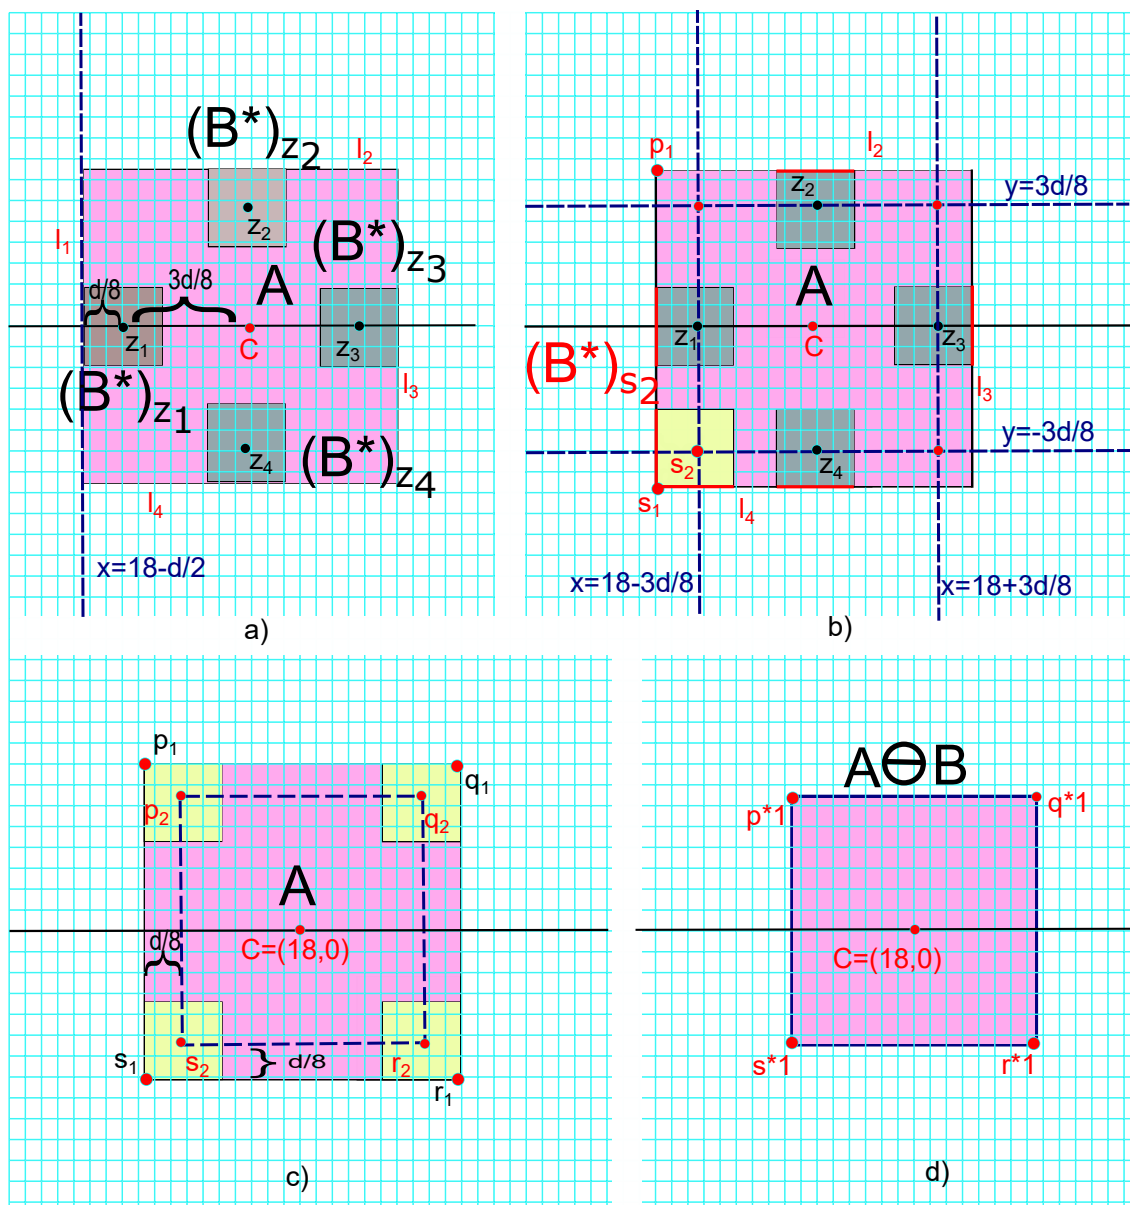 (B*)z₂
l₂
z₂
(B*)z₃
l₁
d/8
3d/8
A
z₁
C
z₃
l₃
(B*)z₁
z₄
(B*)z₄
l₄
x=18-d/2
a)
p₁
l₂
z₂
y=3d/8
A
z₁
C
z₃
(B*)s₂
l₃
y=-3d/8
s₂
z₄
s₁
l₄
x=18-3d/8
x=18+3d/8
b)
p₁
q₁
p₂
q₂
A
d/8
C=(18,0)
s₁
s₂
d/8
r₂
r₁
c)
A⊖B
p*1
q*1
C=(18,0)
s*1
r*1
d)